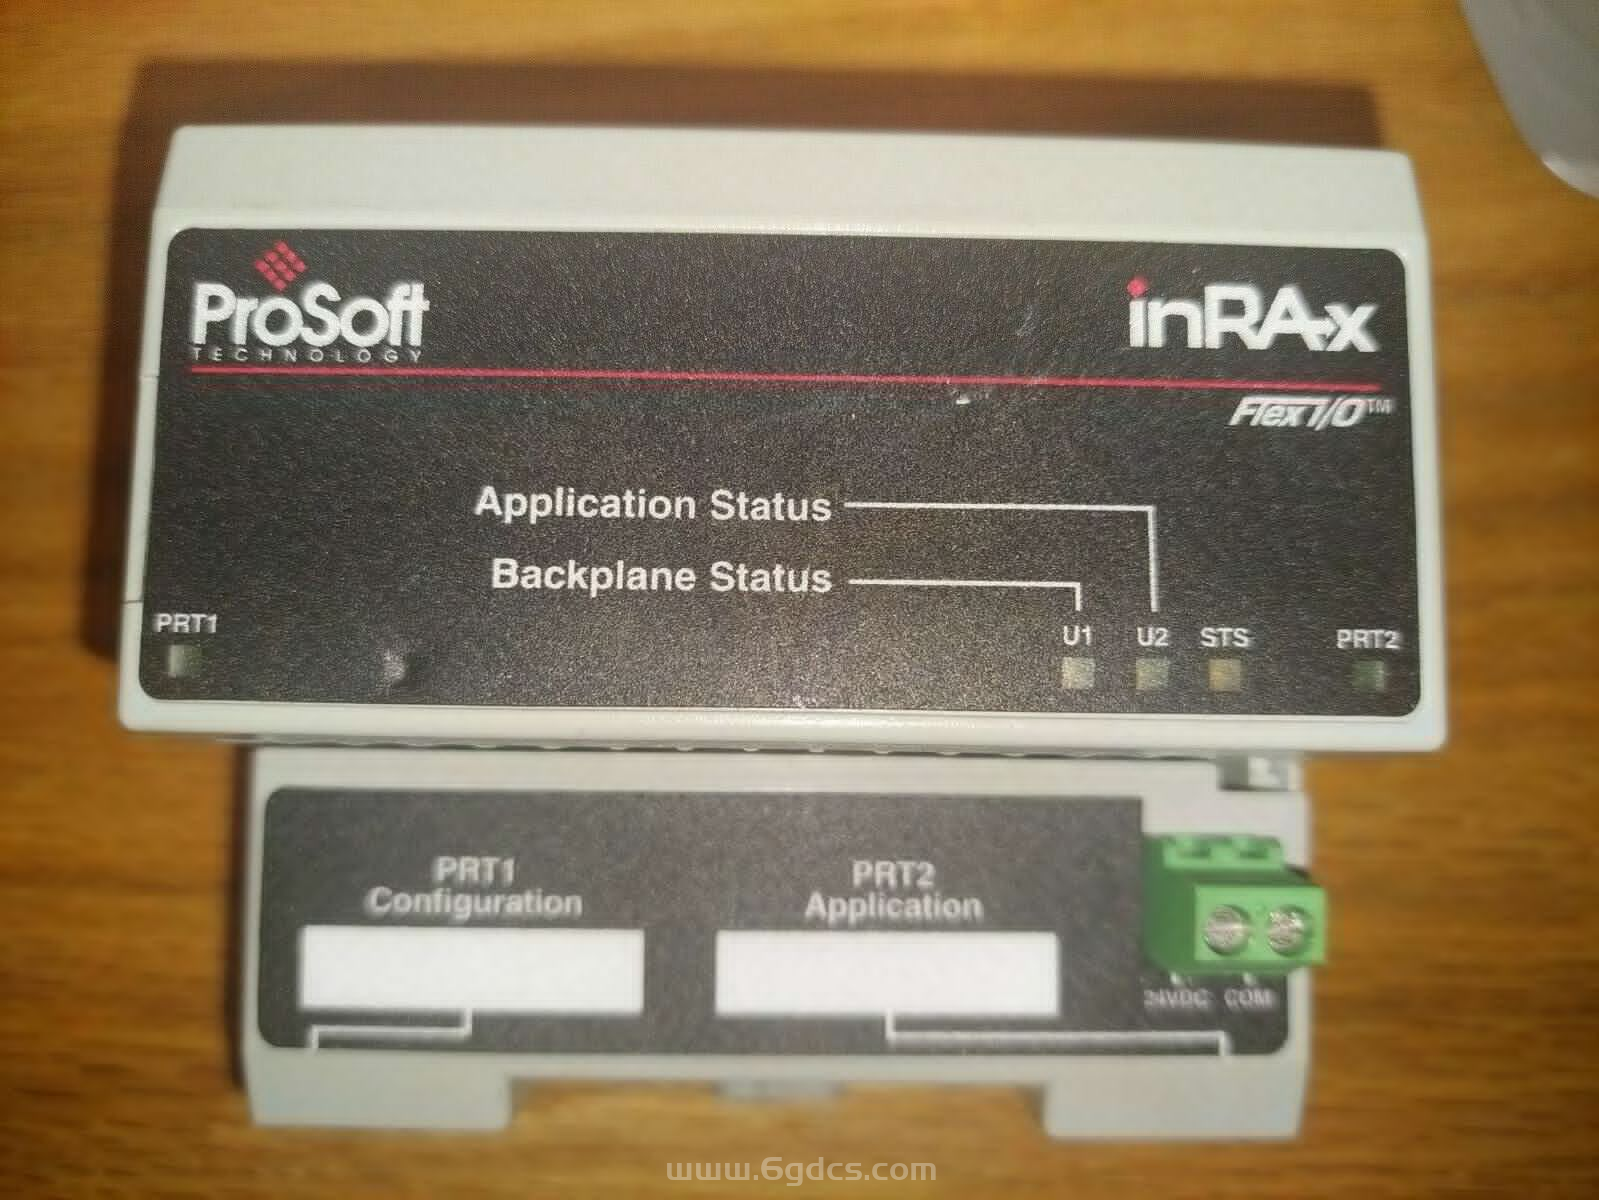 ProSoft
TECHNOLOGY
inRAx
Flex I/O™
Application Status
Backplane Status
PRT1
U1
U2
STS
PRT2
PRT1
Configuration
PRT2
Application
24VDC
COM
www.6gdcs.com